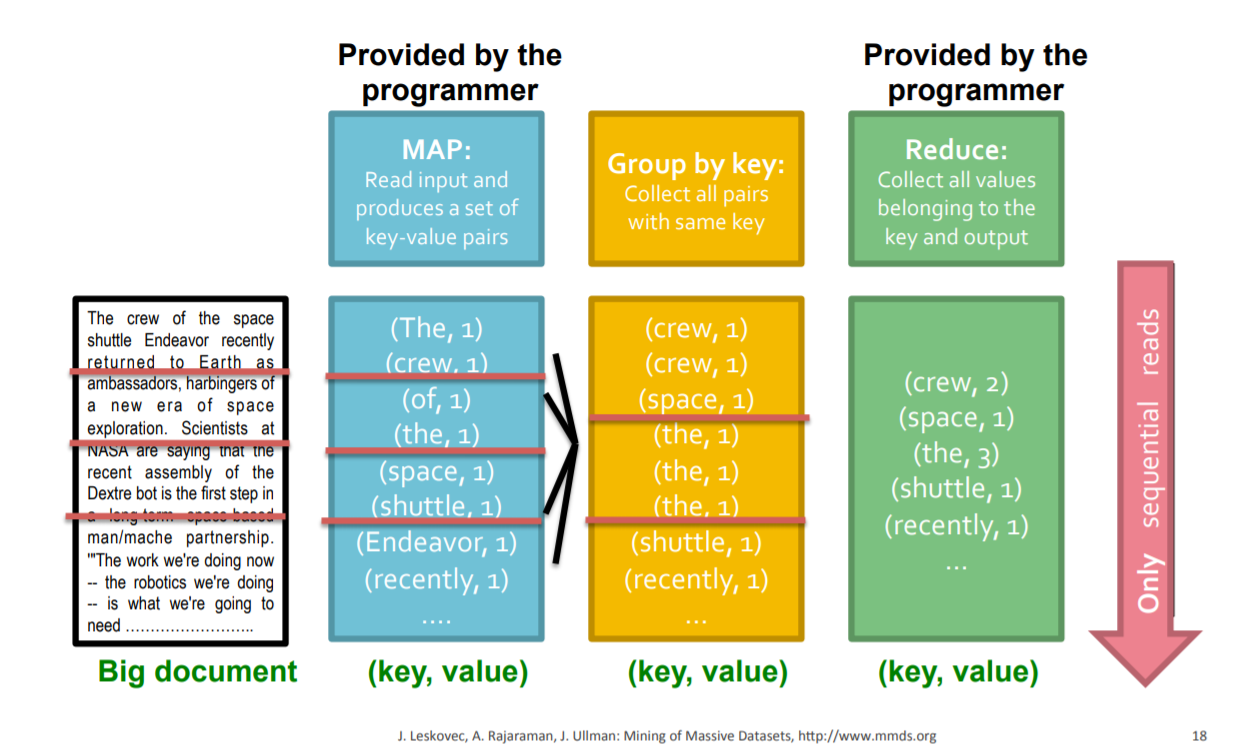 Provided by the
programmer
Provided by the
programmer
MAP:
Read input and
produces a set of
key-value pairs
Group by key:
Collect all pairs
with same key
Reduce:
Collect all values
belonging to the
key and output
The crew of the space
shuttle Endeavor recently
returned to Earth as
ambassadors, harbingers of
a new era of space
exploration. Scientists at
NASA are saying that the
recent assembly of the
Dextre bot is the first step in
a long-term space-based
man/mache partnership.
'"The work we're doing now
-- the robotics we're doing
-- is what we're going to
need ……………………..
Big document
(The, 1)
(crew, 1)
(of, 1)
(the, 1)
(space, 1)
(shuttle, 1)
(Endeavor, 1)
(recently, 1)
....
(key, value)
(crew, 1)
(crew, 1)
(space, 1)
(the, 1)
(the, 1)
(the, 1)
(shuttle, 1)
(recently, 1)
...
(key, value)
(crew, 2)
(space, 1)
(the, 3)
(shuttle, 1)
(recently, 1)
...
(key, value)
Only sequential reads
J. Leskovec, A. Rajaraman, J. Ullman: Mining of Massive Datasets, http://www.mmds.org
18